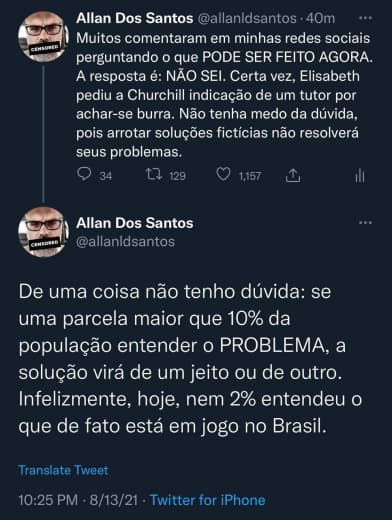 Allan Dos Santos @allanldsantos · 40m
CENSORED
Muitos comentaram em minhas redes sociais
perguntando o que PODE SER FEITO AGORA.
A resposta é: NÃO SEI. Certa vez, Elisabeth
pediu a Churchill indicação de um tutor por
achar-se burra. Não tenha medo da dúvida,
pois arrotar soluções fictícias não resolverá
seus problemas.
34 129 1,157
Allan Dos Santos
CENSORED
@allanldsantos
De uma coisa não tenho dúvida: se
uma parcela maior que 10% da
população entender o PROBLEMA, a
solução virá de um jeito ou de outro.
Infelizmente, hoje, nem 2% entendeu o
que de fato está em jogo no Brasil.
Translate Tweet
10:25 PM · 8/13/21 · Twitter for iPhone